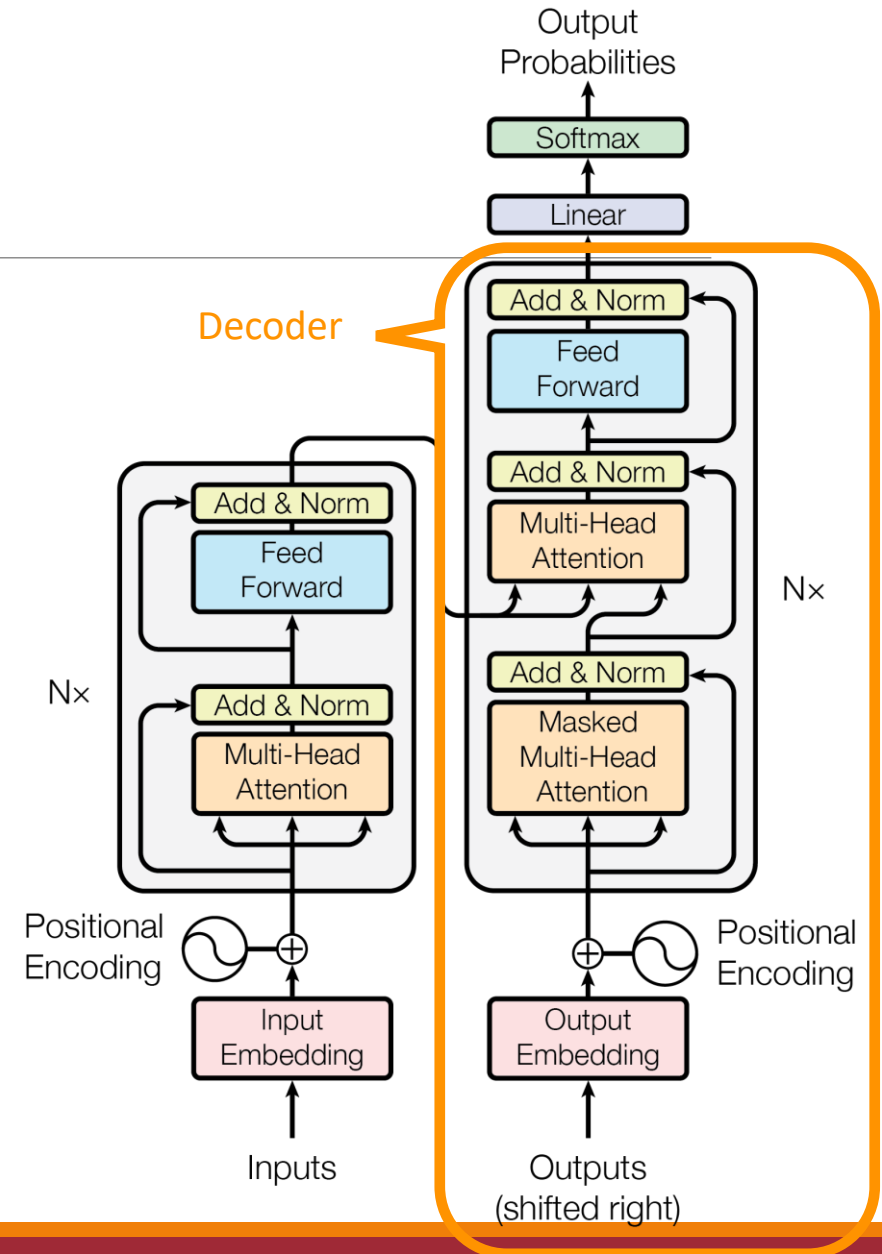 Output
Probabilities
Softmax
Linear
Decoder
Add & Norm
Feed
Forward
Add & Norm
Multi-Head
Attention
N×
Add & Norm
Masked
Multi-Head
Attention
Positional
Encoding
Output
Embedding
Outputs
(shifted right)
Add & Norm
Feed
Forward
N×
Add & Norm
Multi-Head
Attention
Positional
Encoding
Input
Embedding
Inputs